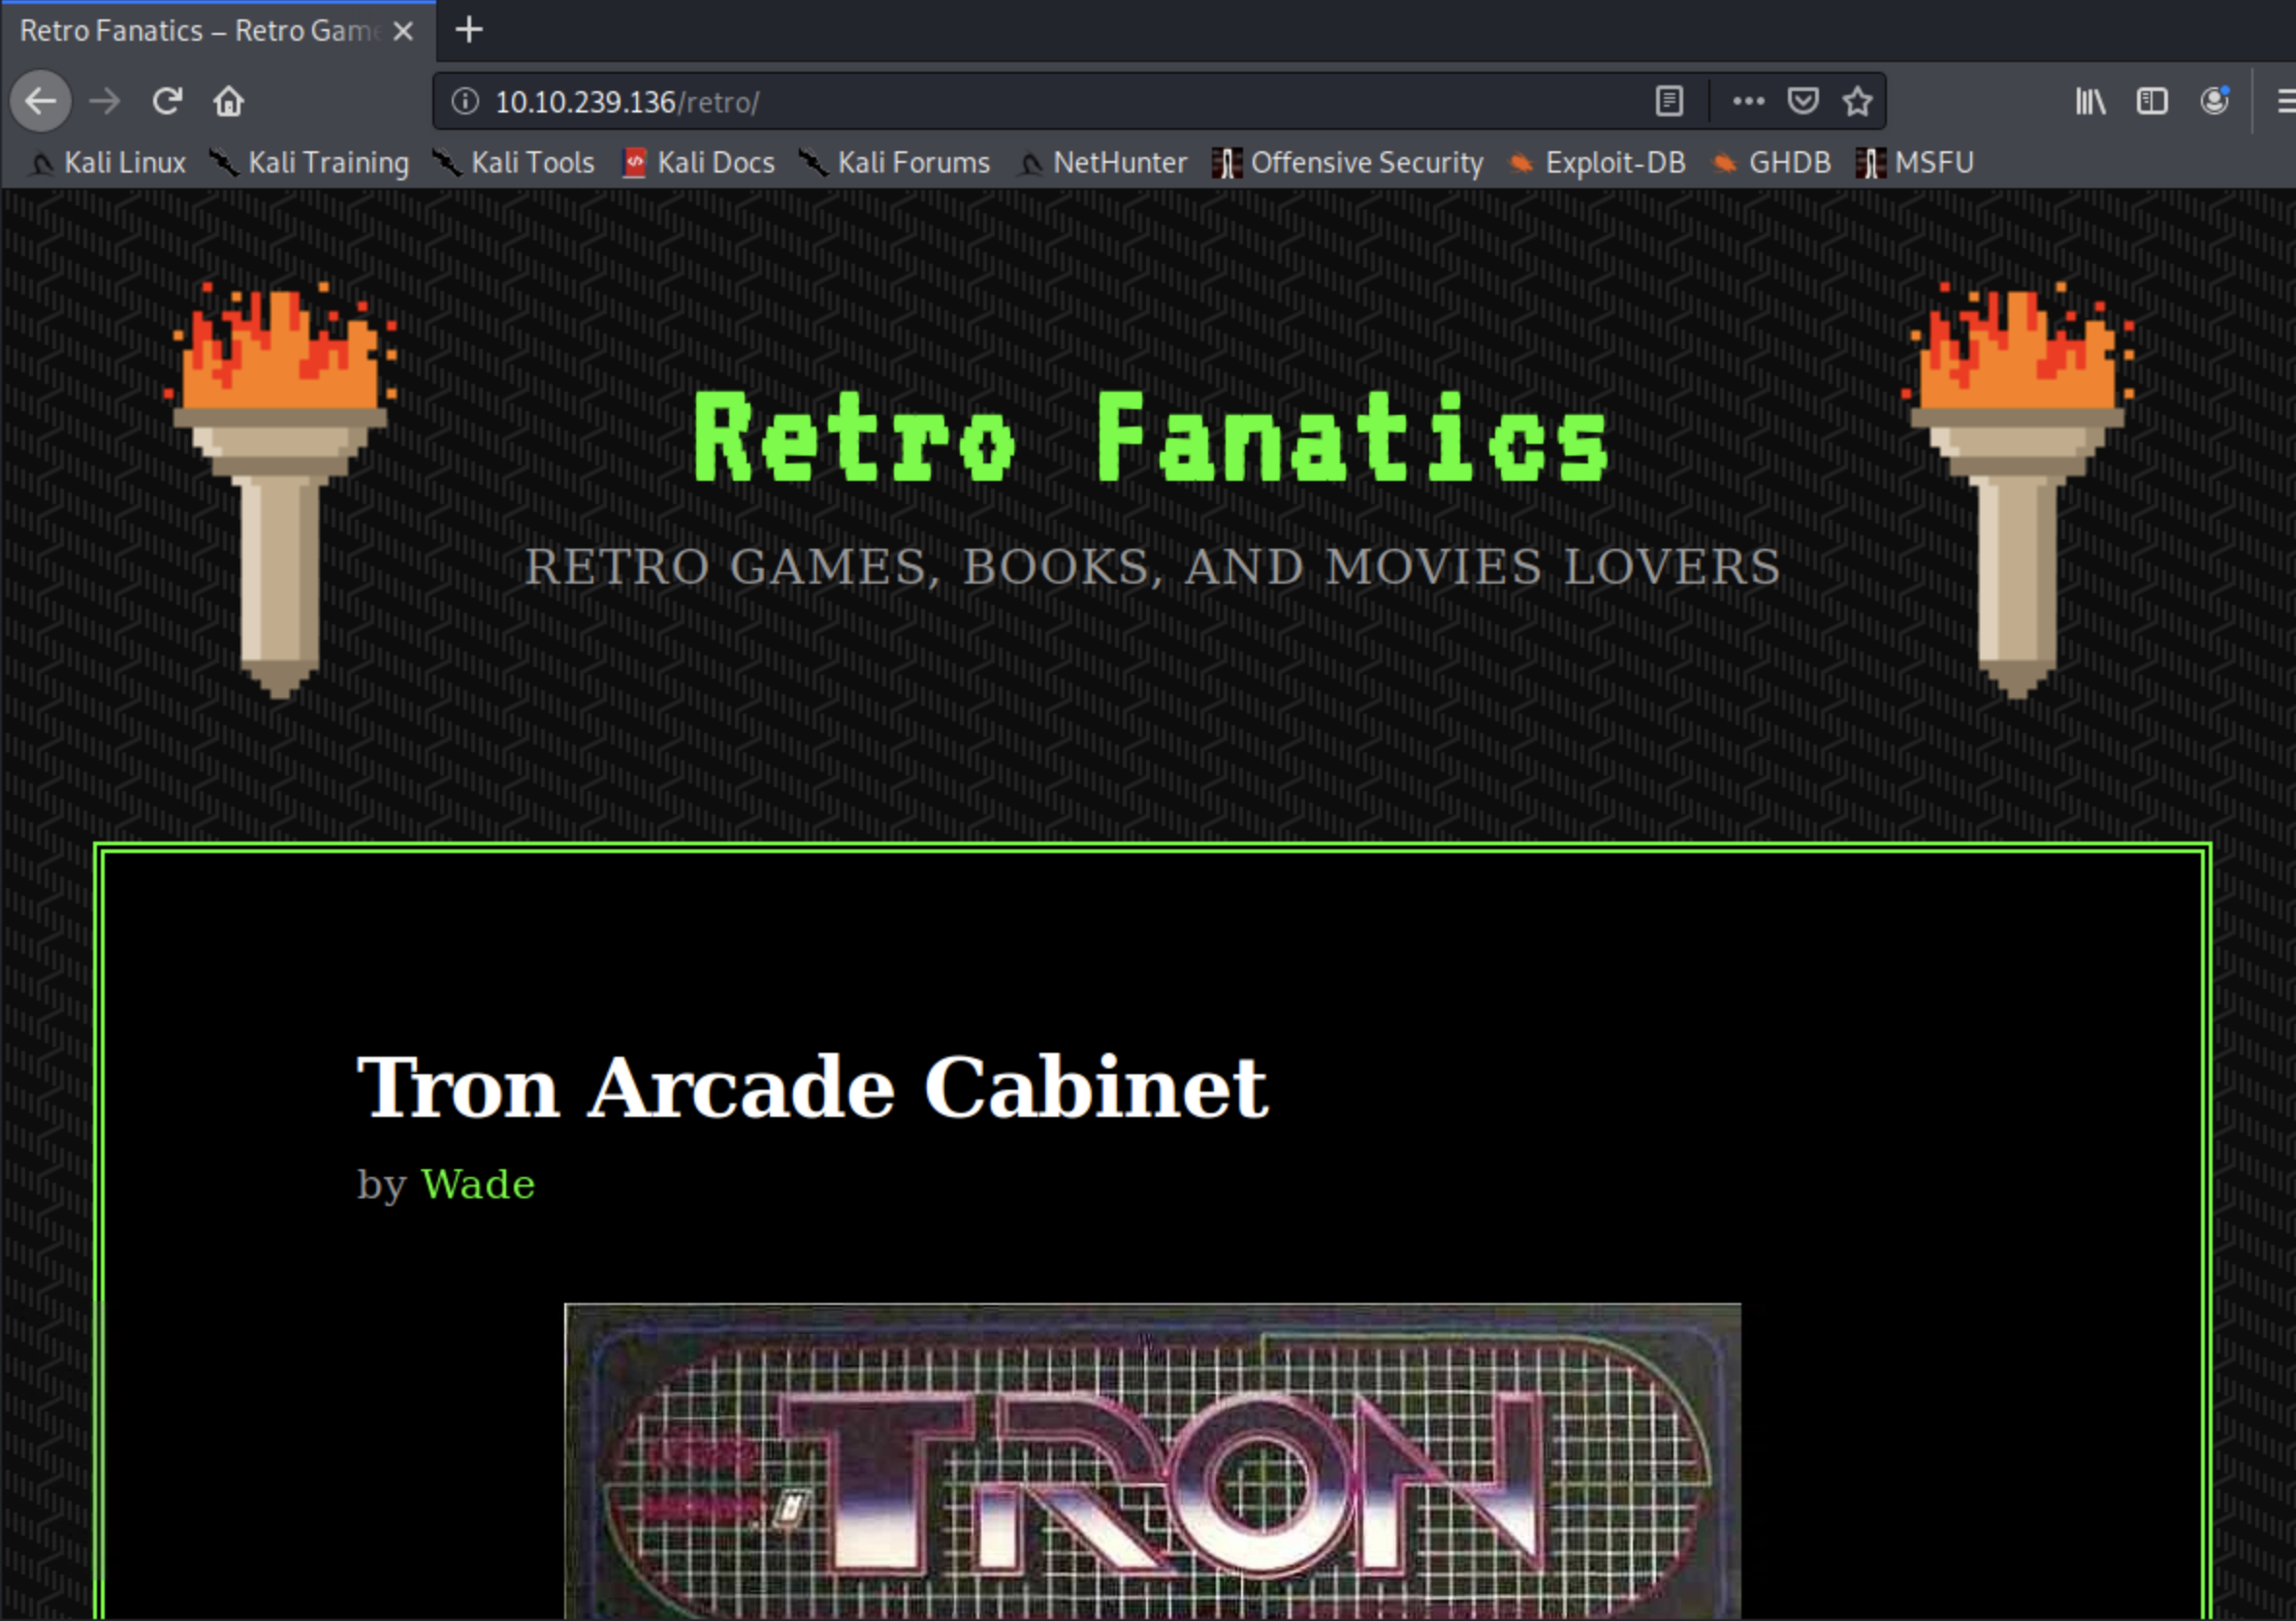 Retro Fanatics – Retro Game
10.10.239.136/retro/
Kali Linux Kali Training Kali Tools Kali Docs Kali Forums NetHunter Offensive Security Exploit-DB GHDB MSFU
Retro Fanatics
RETRO GAMES, BOOKS, AND MOVIES LOVERS
Tron Arcade Cabinet
by Wade
TRON